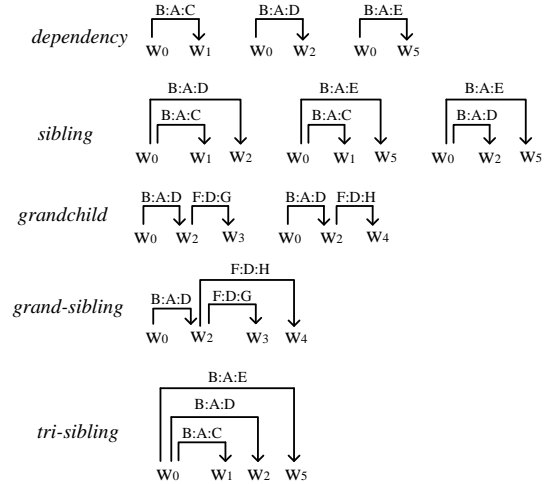 B:A:C B:A:D B:A:E
dependency
W0 W1 W0 W2 W0 W5
B:A:D B:A:E B:A:E
B:A:C B:A:C B:A:D
sibling
W0 W1 W2 W0 W1 W5 W0 W2 W5
B:A:D F:D:G B:A:D F:D:H
grandchild
W0 W2 W3 W0 W2 W4
F:D:H
B:A:D F:D:G
grand-sibling
W0 W2 W3 W4
B:A:E
B:A:D
tri-sibling
B:A:C
W0 W1 W2 W5